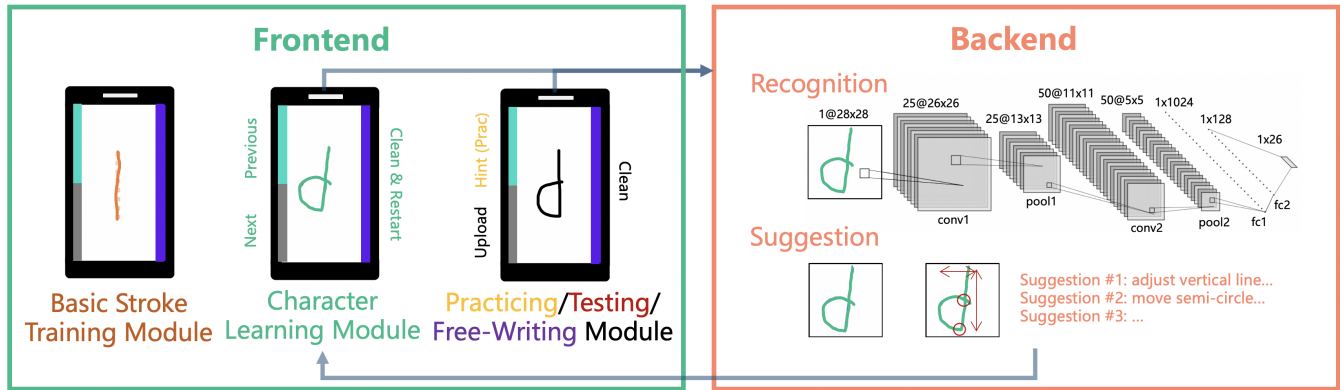 Frontend
Previous
Next
Clean & Restart
Hint (Prac)
Upload
Clean
Basic Stroke
Training Module
Character
Learning Module
Practicing/Testing/
Free-Writing Module
Backend
Recognition
1@28x28
25@26x26
conv1
25@13x13
pool1
50@11x11
conv2
50@5x5
pool2
1x1024
1x128
1x26
fc1
fc2
Suggestion
Suggestion #1: adjust vertical line...
Suggestion #2: move semi-circle...
Suggestion #3: ...